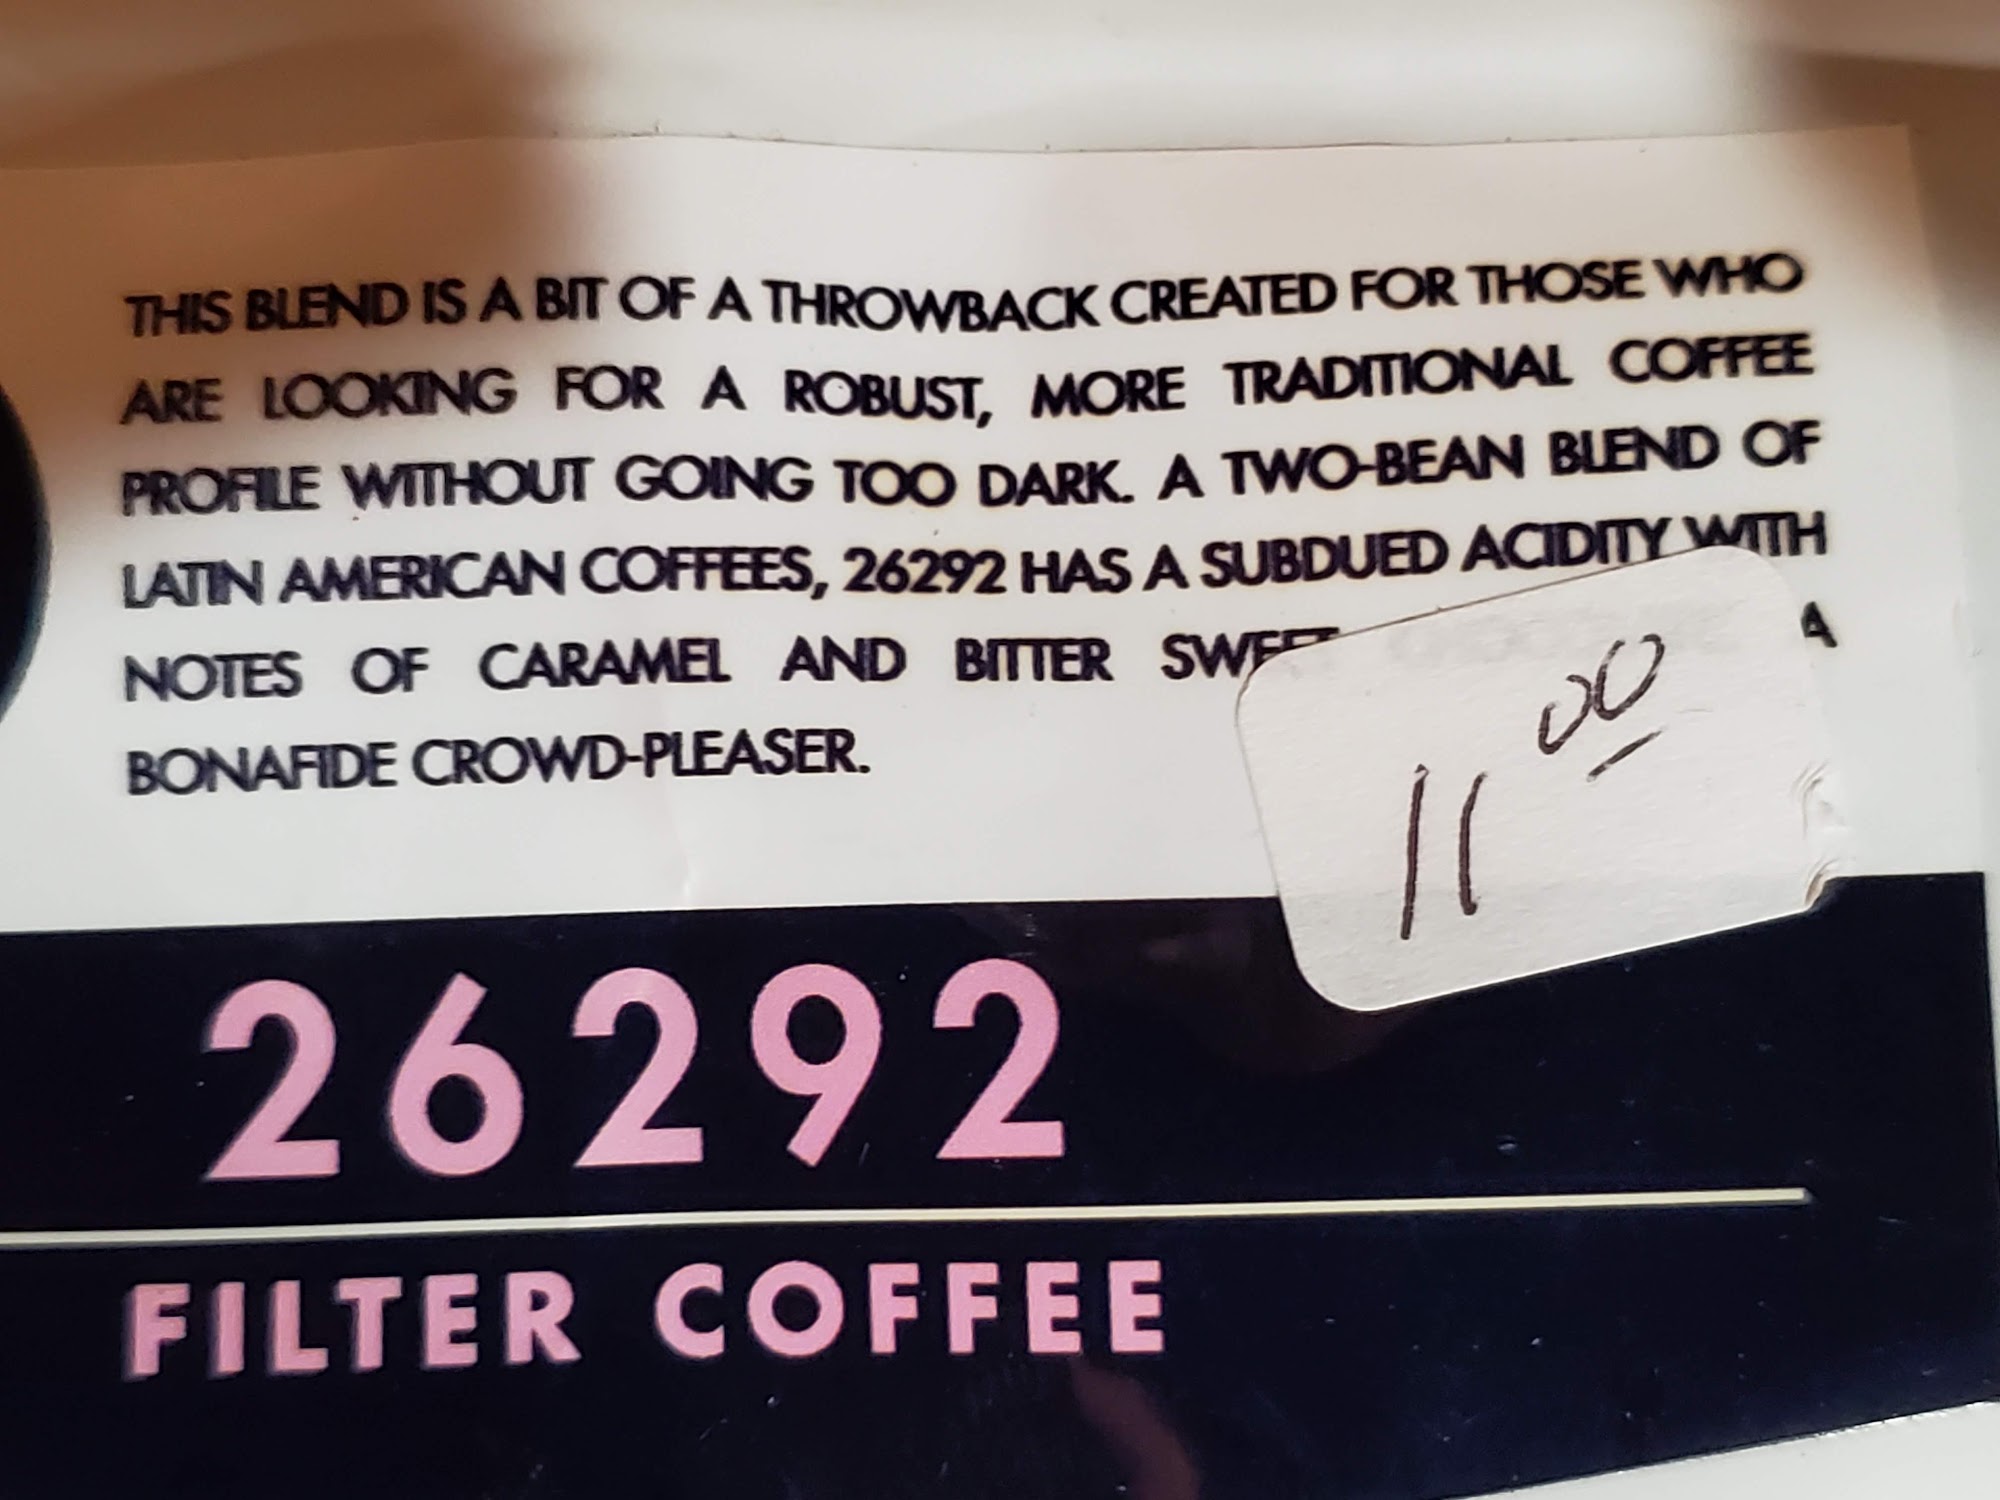 THIS BLEND IS A BIT OF A THROWBACK CREATED FOR THOSE WHO
ARE LOOKING FOR A ROBUST, MORE TRADITIONAL COFFEE
PROFILE WITHOUT GOING TOO DARK. A TWO-BEAN BLEND OF
LATIN AMERICAN COFFEES, 26292 HAS A SUBDUED ACIDITY WITH
NOTES OF CARAMEL AND BITTER SWEET A
BONAFIDE CROWD-PLEASER.
11 00
26292
FILTER COFFEE